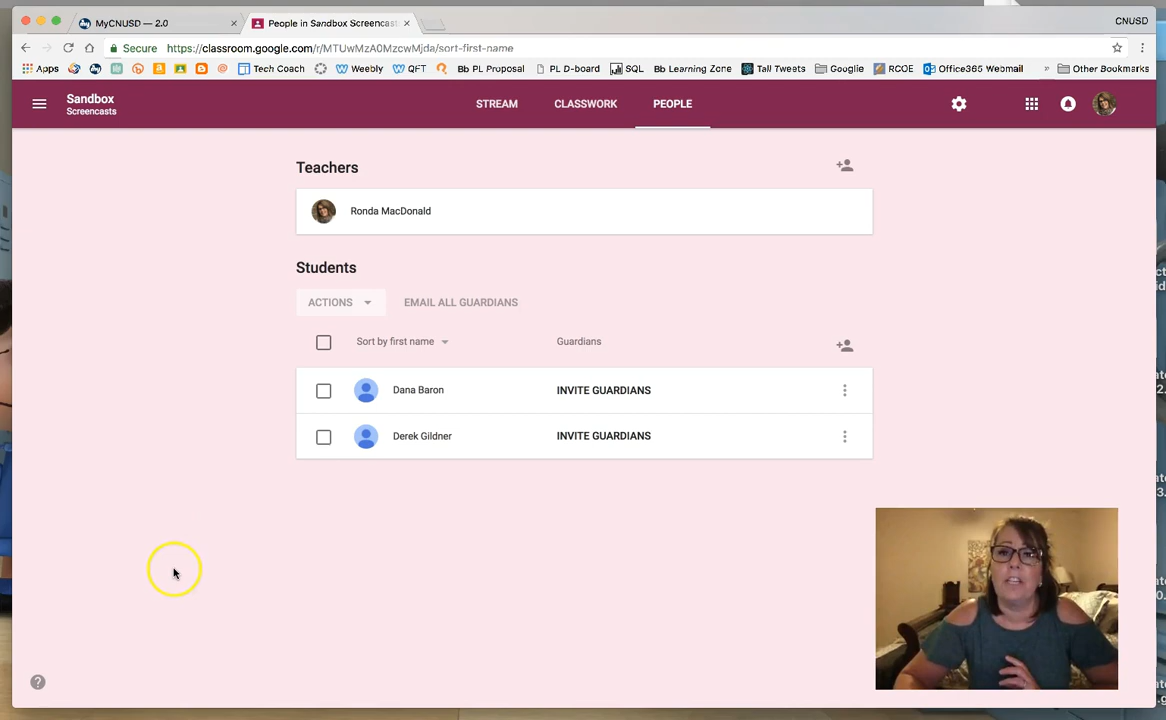 MyCNUSD — 2.0
People in Sandbox Screencasts
CNUSD
Secure https://classroom.google.com/r/MTUwMzA0MzcwMjda/sort-first-name
Apps Tech Coach Weebly QFT Bb PL Proposal PL D-board SQL Bb Learning Zone Tall Tweets Googlie RCOE Office365 Webmail » Other Bookmarks
Sandbox
Screencasts
STREAM CLASSWORK PEOPLE
Teachers
Ronda MacDonald
Students
ACTIONS EMAIL ALL GUARDIANS
Sort by first name Guardians
Dana Baron INVITE GUARDIANS
Derek Gildner INVITE GUARDIANS